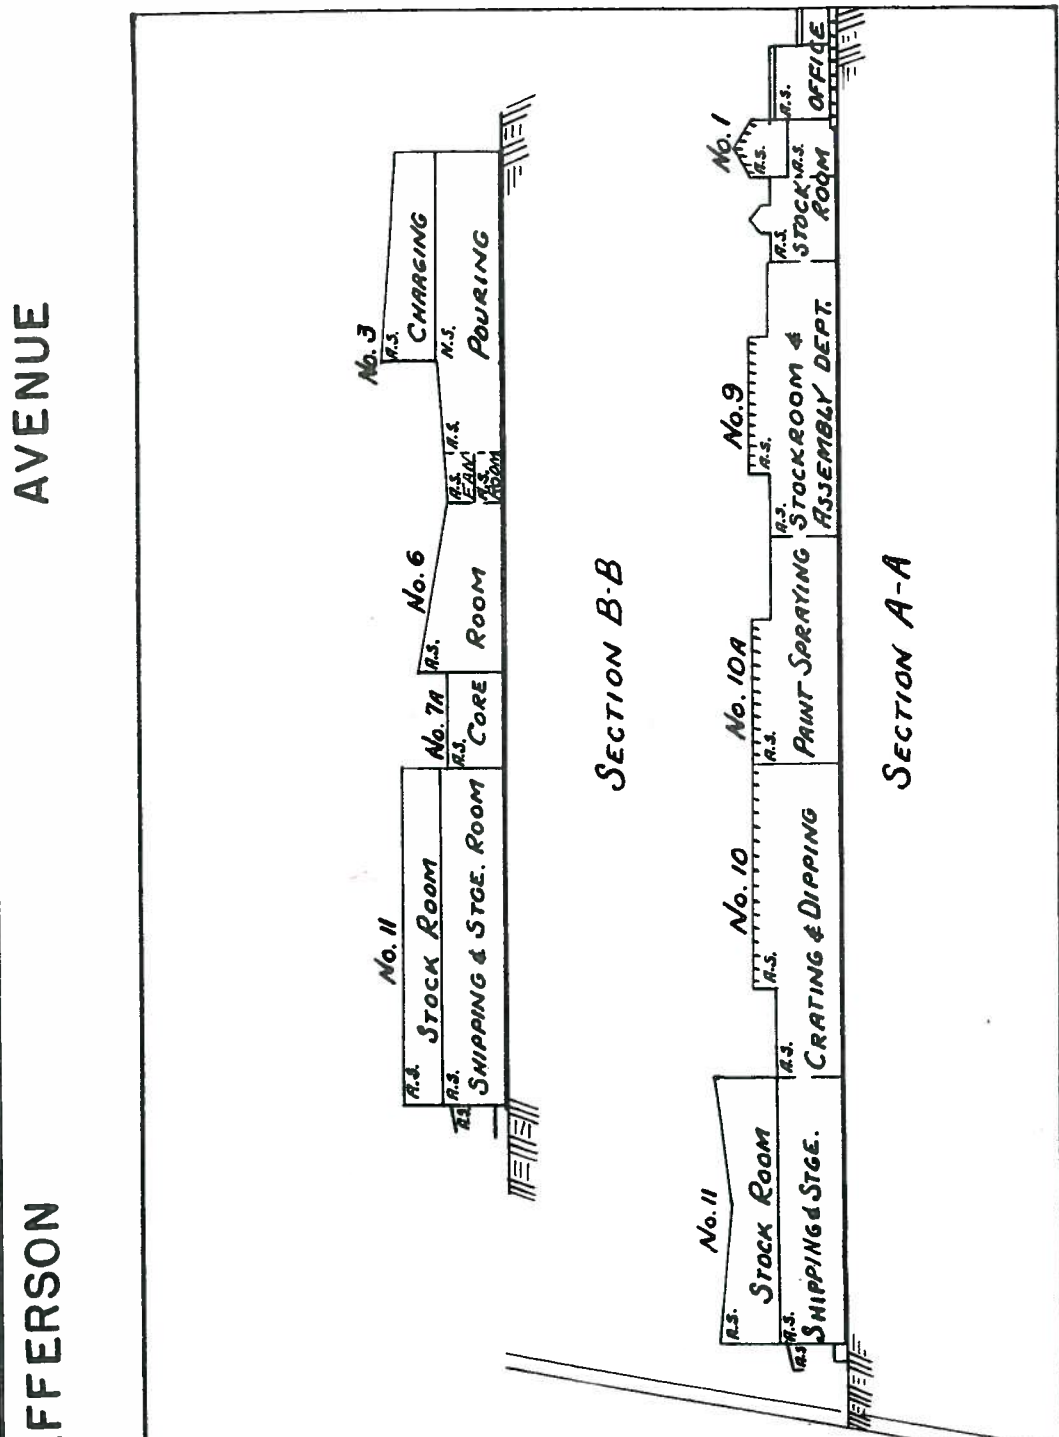 FFERSON AVENUE
No. 11
A.S.
STOCK ROOM
A.S.
A.S.
SHIPPING & STGE. ROOM
No. 7A
A.S.
CORE
No. 6
A.S.
ROOM
A.S.
FAN
A.S.
ROOM
A.S.
No. 3
A.S.
CHARGING
N.S.
POURING
SECTION B-B
No. 11
A.S.
STOCK ROOM
A.S.
A.S.
SHIPPING & STGE.
No. 10
A.S.
A.S.
CRATING & DIPPING
No. 10A
A.S.
PAINT SPRAYING
No. 9
A.S.
A.S.
STOCKROOM &
ASSEMBLY DEPT.
No. 1
A.S.
A.S.
A.S.
STOCK
ROOM
A.S.
OFFICE
SECTION A-A